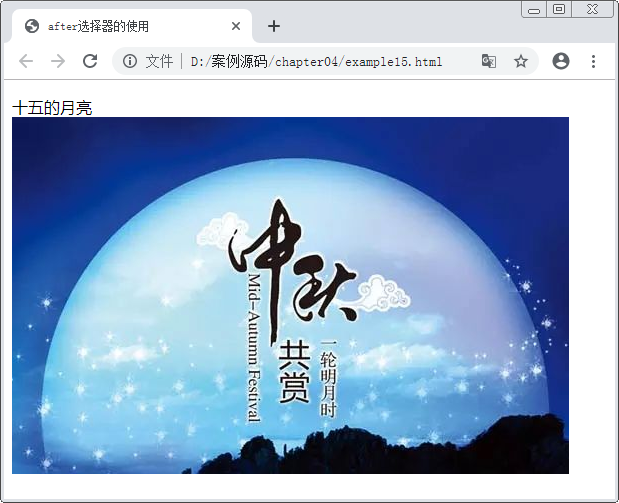 after选择器的使用
文件 | D:/案例源码/chapter04/example15.html
十五的月亮
中秋
Mid-Autumn Festival
共赏
一轮明月时